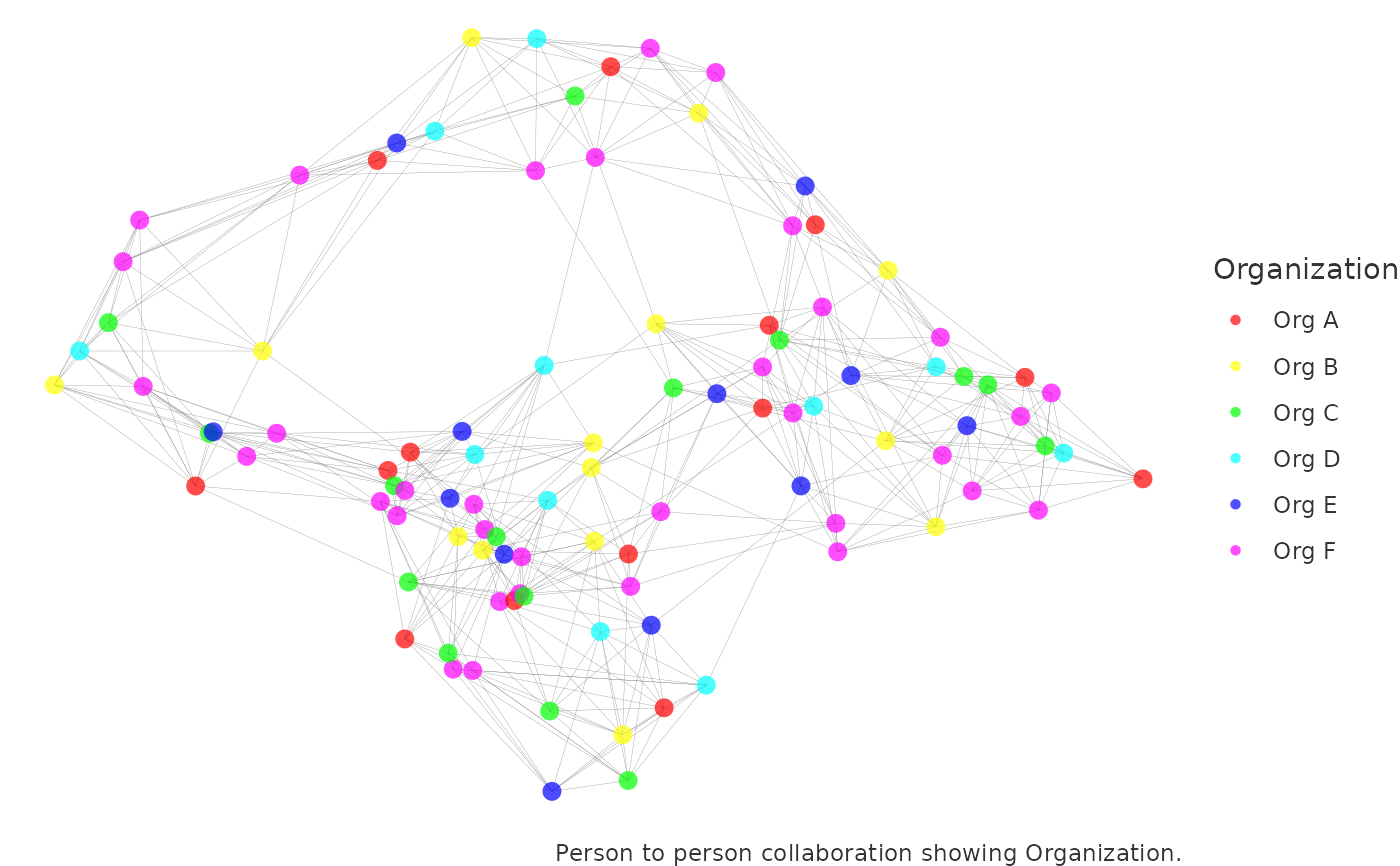 Organization
Org A
Org B
Org C
Org D
Org E
Org F
Person to person collaboration showing Organization.